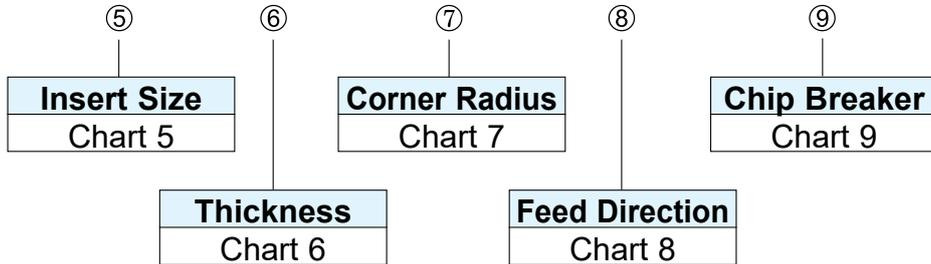 ⑤ ⑥ ⑦ ⑧ ⑨
Insert Size
Chart 5
Corner Radius
Chart 7
Chip Breaker
Chart 9
Thickness
Chart 6
Feed Direction
Chart 8